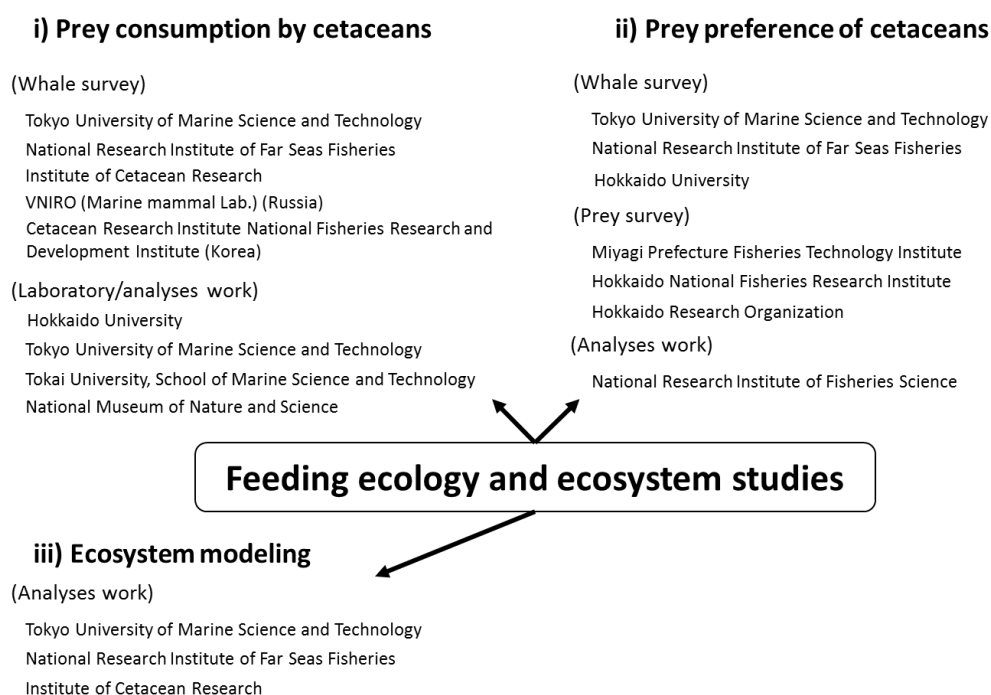 i) Prey consumption by cetaceans
(Whale survey)
Tokyo University of Marine Science and Technology
National Research Institute of Far Seas Fisheries
Institute of Cetacean Research
VNIRO (Marine mammal Lab.) (Russia)
Cetacean Research Institute National Fisheries Research and
Development Institute (Korea)
(Laboratory/analyses work)
Hokkaido University
Tokyo University of Marine Science and Technology
Tokai University, School of Marine Science and Technology
National Museum of Nature and Science
ii) Prey preference of cetaceans
(Whale survey)
Tokyo University of Marine Science and Technology
National Research Institute of Far Seas Fisheries
Hokkaido University
(Prey survey)
Miyagi Prefecture Fisheries Technology Institute
Hokkaido National Fisheries Research Institute
Hokkaido Research Organization
(Analyses work)
National Research Institute of Fisheries Science
Feeding ecology and ecosystem studies
iii) Ecosystem modeling
(Analyses work)
Tokyo University of Marine Science and Technology
National Research Institute of Far Seas Fisheries
Institute of Cetacean Research